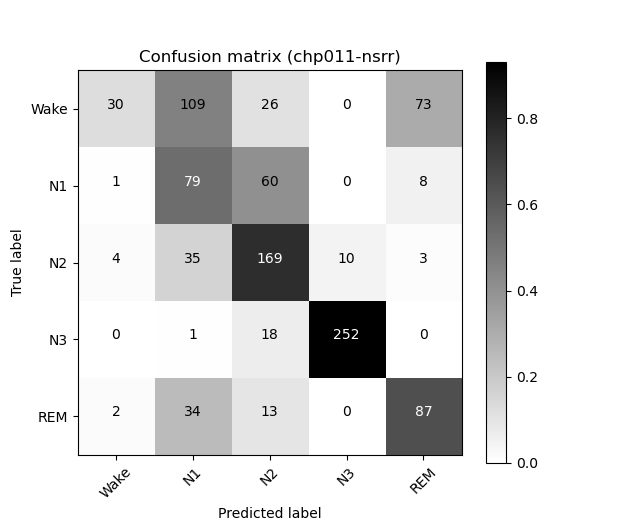 Confusion matrix (chp011-nsrr)
Wake 30 109 26 0 73
N1 1 79 60 0 8
N2 4 35 169 10 3
N3 0 1 18 252 0
REM 2 34 13 0 87
Wake N1 N2 N3 REM
Predicted label
True label
0.8
0.6
0.4
0.2
0.0